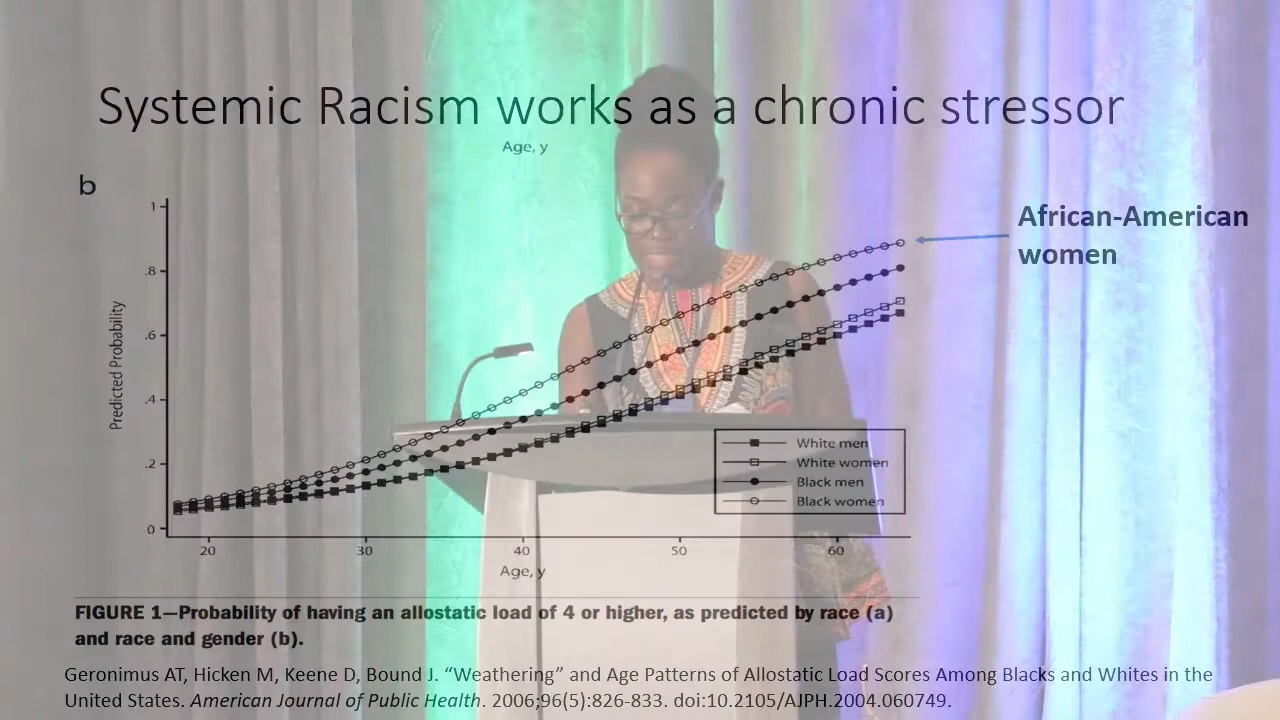 Systemic Racism works as a chronic stressor
Age, y
b
African-American
women
1
.8
.6
.4
.2
0
Predicted Probability
White men
White women
Black men
Black women
20 30 40 50 60
Age, y
FIGURE 1—Probability of having an allostatic load of 4 or higher, as predicted by race (a)
and race and gender (b).
Geronimus AT, Hicken M, Keene D, Bound J. “Weathering” and Age Patterns of Allostatic Load Scores Among Blacks and Whites in the
United States. American Journal of Public Health. 2006;96(5):826-833. doi:10.2105/AJPH.2004.060749.